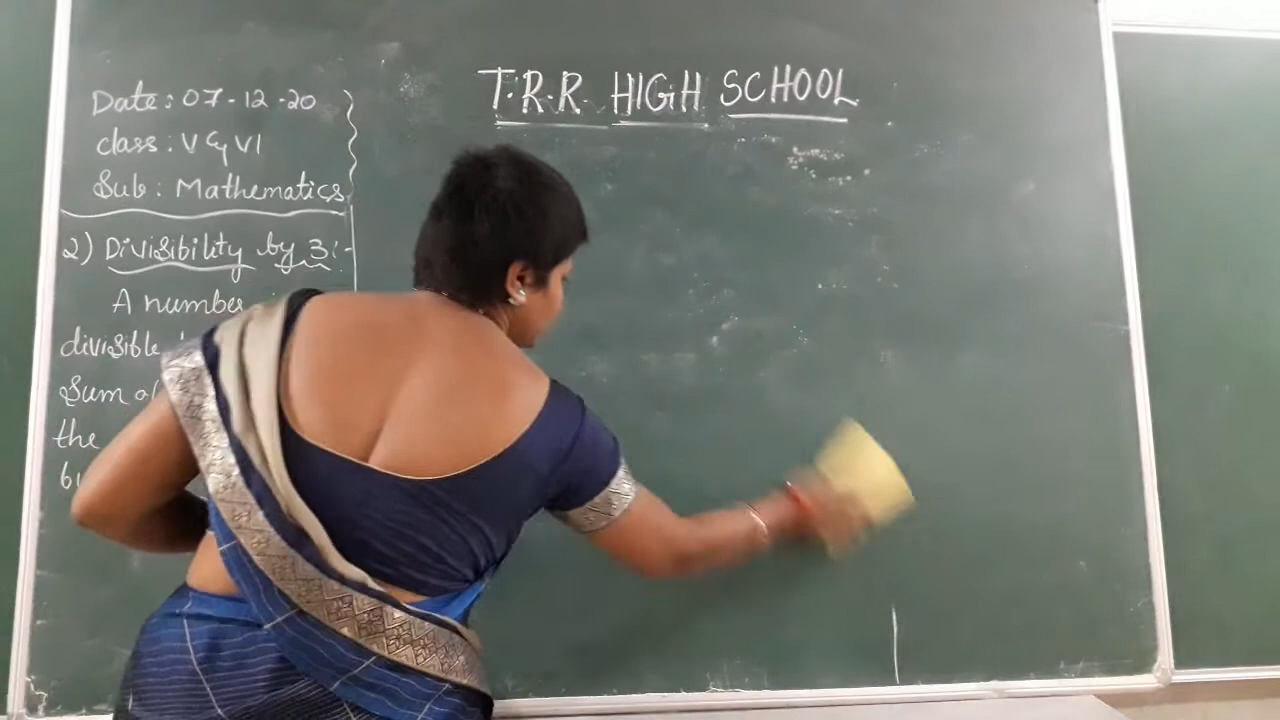 T.R.R. HIGH SCHOOL
Date: 07-12-20
class: V & VI
Sub: Mathematics
2) Divisibility by 3:-
A number
divisible
Sum of
the